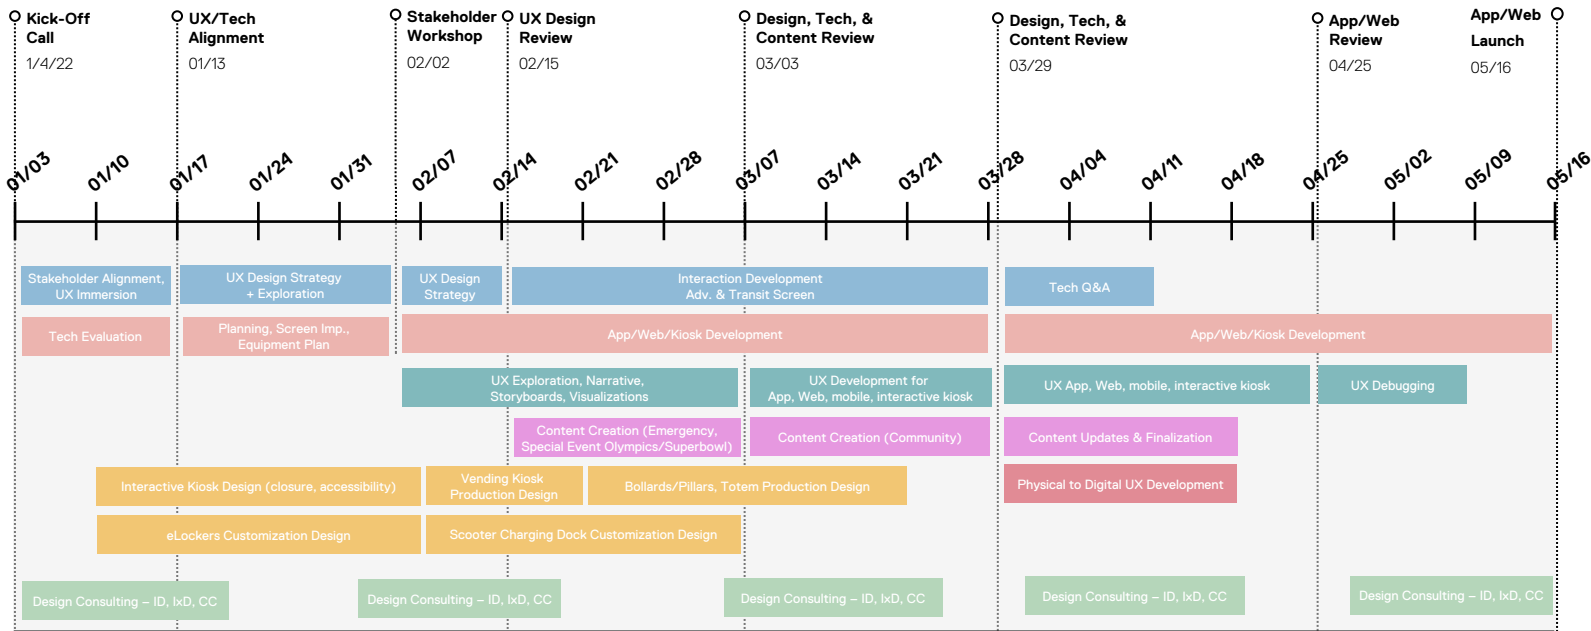 Kick-Off
Call
1/4/22
UX/Tech
Alignment
01/13
Stakeholder
Workshop
02/02
UX Design
Review
02/15
Design, Tech, &
Content Review
03/03
Design, Tech, &
Content Review
03/29
App/Web
Review
04/25
App/Web
Launch
05/16
01/03
01/10
01/17
01/24
01/31
02/07
02/14
02/21
02/28
03/07
03/14
03/21
03/28
04/04
04/11
04/18
04/25
05/02
05/09
05/16
Stakeholder Alignment,
UX Immersion
UX Design Strategy
+ Exploration
UX Design
Strategy
Interaction Development
Adv. & Transit Screen
Tech Q&A
Tech Evaluation
Planning, Screen Imp.,
Equipment Plan
App/Web/Kiosk Development
App/Web/Kiosk Development
UX Exploration, Narrative,
Storyboards, Visualizations
UX Development for
App, Web, mobile, interactive kiosk
UX App, Web, mobile, interactive kiosk
UX Debugging
Content Creation (Emergency,
Special Event Olympics/Superbowl)
Content Creation (Community)
Content Updates & Finalization
Interactive Kiosk Design (closure, accessibility)
Vending Kiosk
Production Design
Bollards/Pillars, Totem Production Design
Physical to Digital UX Development
eLockers Customization Design
Scooter Charging Dock Customization Design
Design Consulting – ID, IxD, CC
Design Consulting – ID, IxD, CC
Design Consulting – ID, IxD, CC
Design Consulting – ID, IxD, CC
Design Consulting – ID, IxD, CC